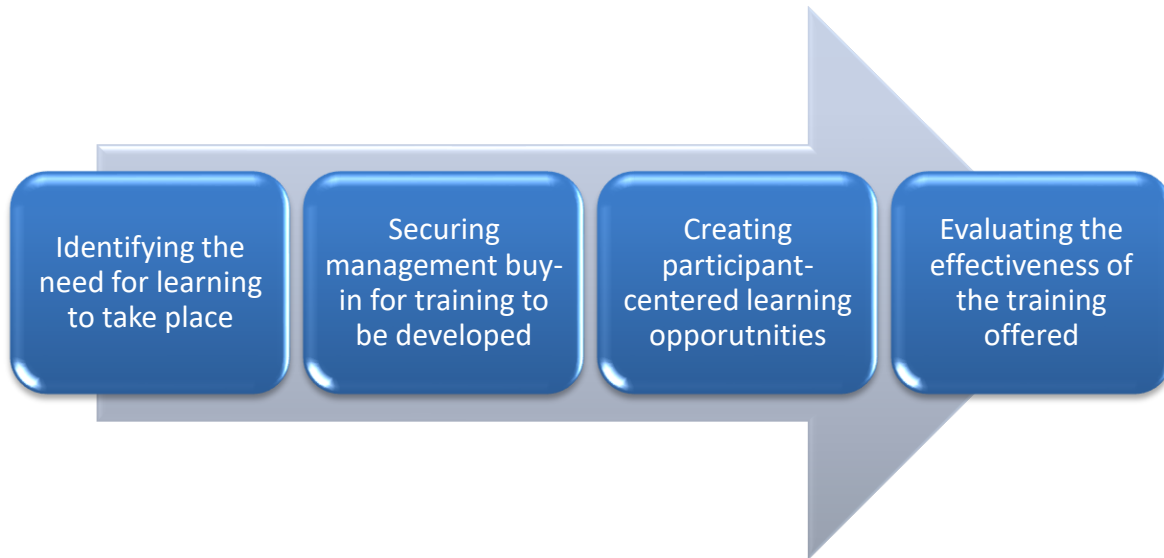 Identifying the
need for learning
to take place
Securing
management buy-
in for training to
be developed
Creating
participant-
centered learning
opporutnities
Evaluating the
effectiveness of
the training
offered